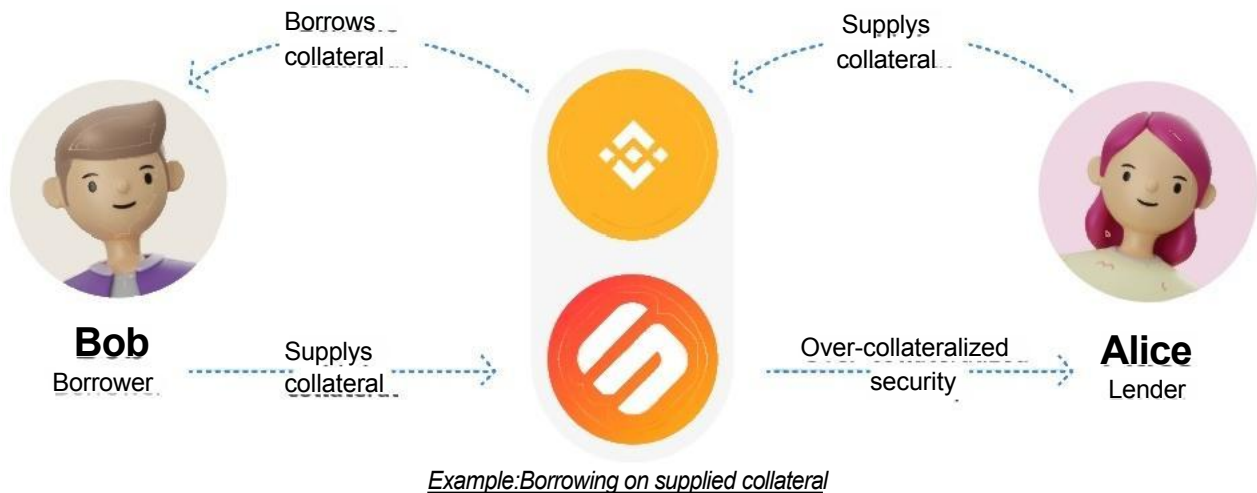 Borrows
collateral
Supplys
collateral
Bob
Borrower
Supplys
collateral
Over-collateralized
security
Alice
Lender
Example:Borrowing on supplied collateral